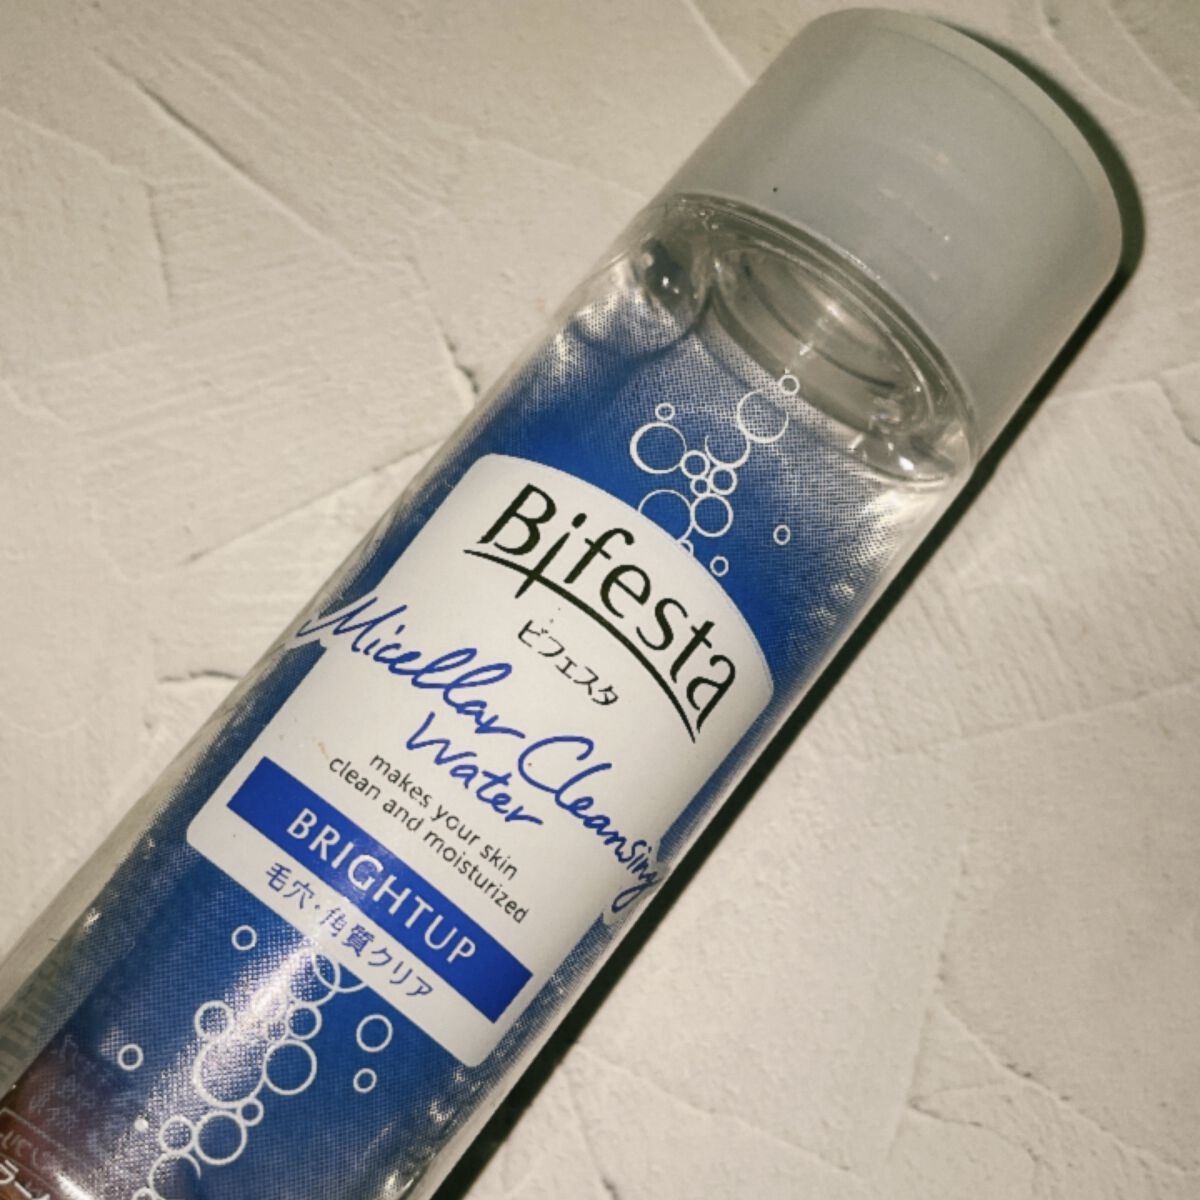 Bifesta
ビフェスタ
Micellar Cleansing
Water
makes your skin
clean and moisturized
BRIGHTUP
毛穴・角質クリア